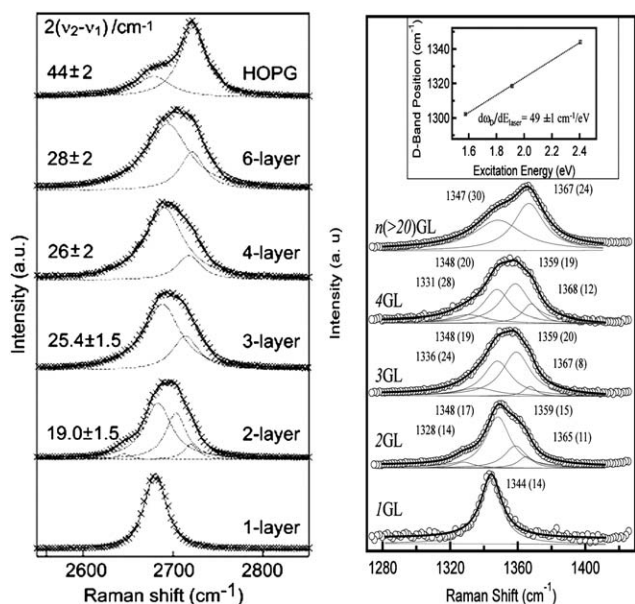 2(ν₂-ν₁) /cm⁻¹
44±2 HOPG
28±2 6-layer
26±2 4-layer
25.4±1.5 3-layer
19.0±1.5 2-layer
1-layer
Intensity (a.u.)
2600 2700 2800
Raman shift (cm⁻¹)
D-Band Position (cm⁻¹)
1340
1320
1300
dω_D/dE_laser= 49 ±1 cm⁻¹/eV
1.6 1.8 2.0 2.2 2.4
Excitation Energy (eV)
Intensity (a. u)
1347 (30) 1367 (24)
n(>20)GL
1348 (20) 1359 (19)
1331 (28) 1368 (12)
4GL
1348 (19) 1359 (20)
1336 (24) 1367 (8)
3GL
1348 (17) 1359 (15)
1328 (14) 1365 (11)
2GL
1344 (14)
1GL
1280 1320 1360 1400
Raman Shift (cm⁻¹)